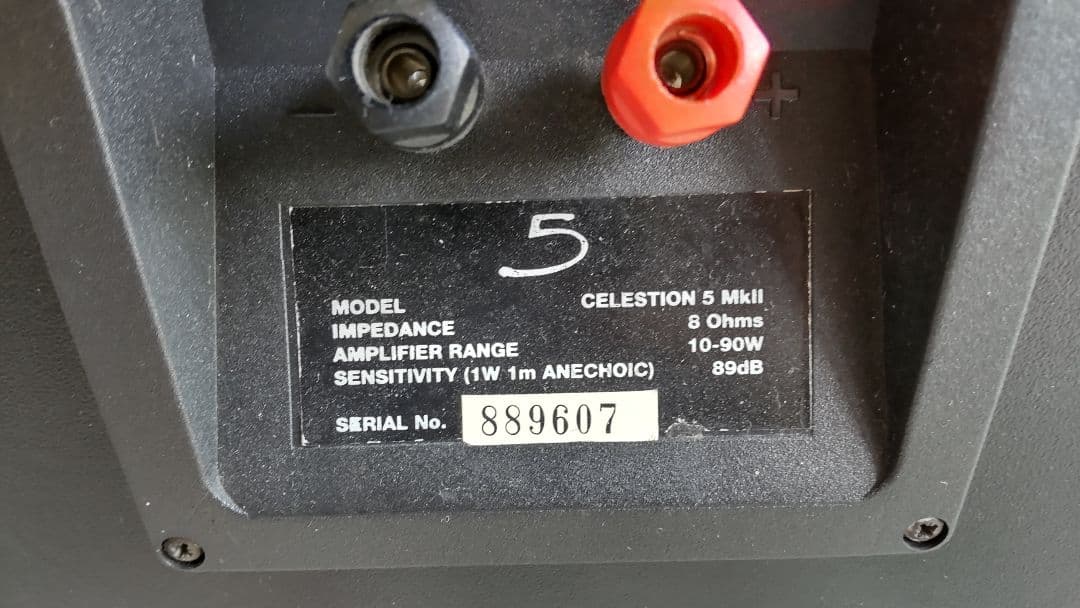 - +
5
MODEL CELESTION 5 MkII
IMPEDANCE 8 Ohms
AMPLIFIER RANGE 10-90W
SENSITIVITY (1W 1m ANECHOIC) 89dB
SERIAL No. 889607